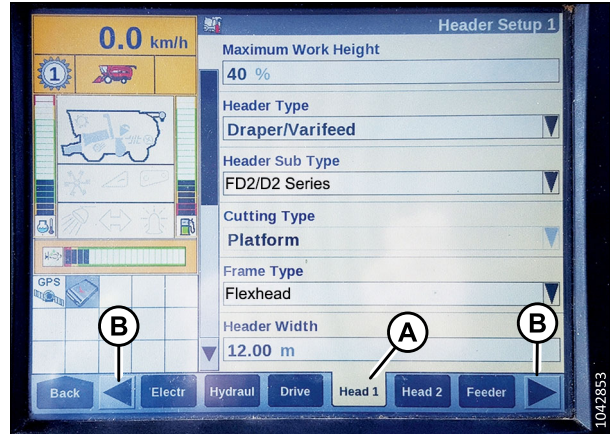 0.0 km/h
Header Setup 1
1
Maximum Work Height
40 %
Header Type
Draper/Varifeed
Header Sub Type
FD2/D2 Series
Cutting Type
Platform
Frame Type
Flexhead
GPS
Header Width
12.00 m
B
A
B
Back
Electr
Hydraul
Drive
Head 1
Head 2
Feeder
1042853